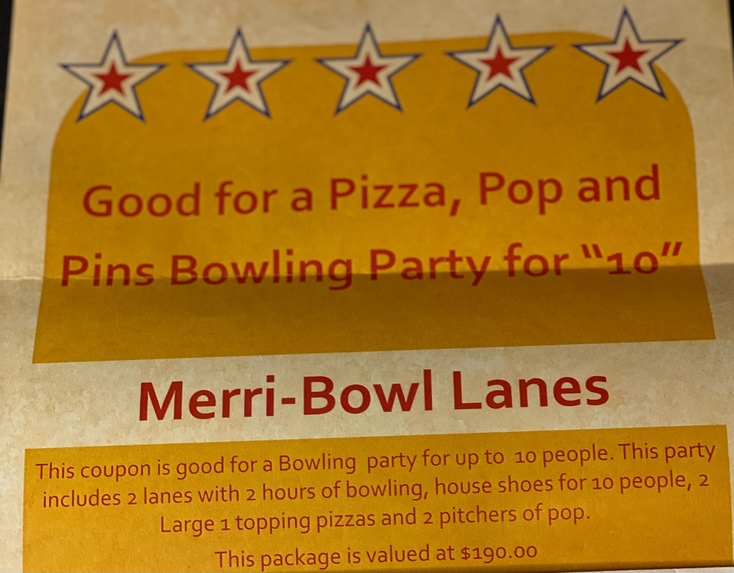 Good for a Pizza, Pop and
Pins Bowling Party for "10"
Merri-Bowl Lanes
This coupon is good for a Bowling party for up to 10 people. This party
includes 2 lanes with 2 hours of bowling, house shoes for 10 people, 2
Large 1 topping pizzas and 2 pitchers of pop.
This package is valued at $190.00